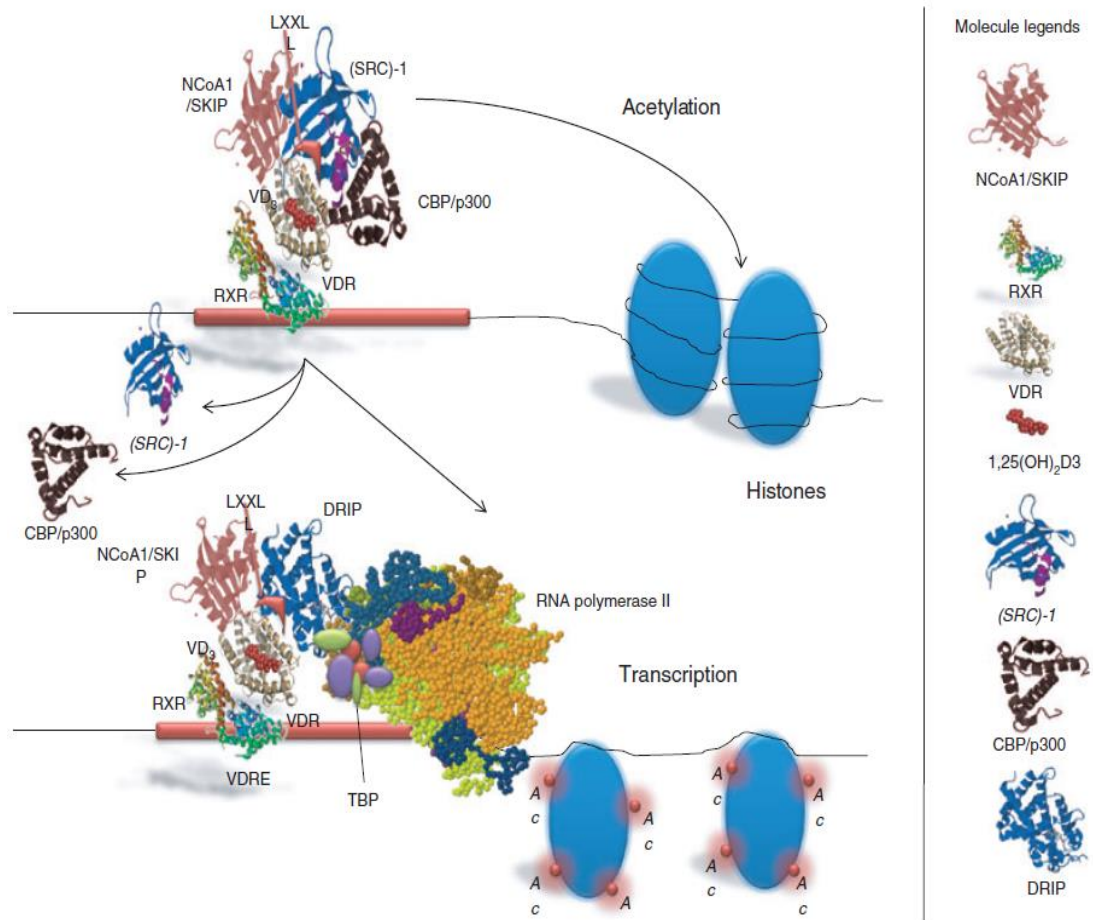 LXXL
L
NCoA1
/SKIP
(SRC)-1
Acetylation
VD3
CBP/p300
RXR
VDR
(SRC)-1
CBP/p300
Histones
LXXL
L
DRIP
NCoA1/SKI
P
RNA polymerase II
VD3
Transcription
RXR
VDR
VDRE
TBP
A
c
A
c
A
c
A
A
c
A
c
A
c
A
c
Molecule legends
NCoA1/SKIP
RXR
VDR
1,25(OH)2D3
(SRC)-1
CBP/p300
DRIP